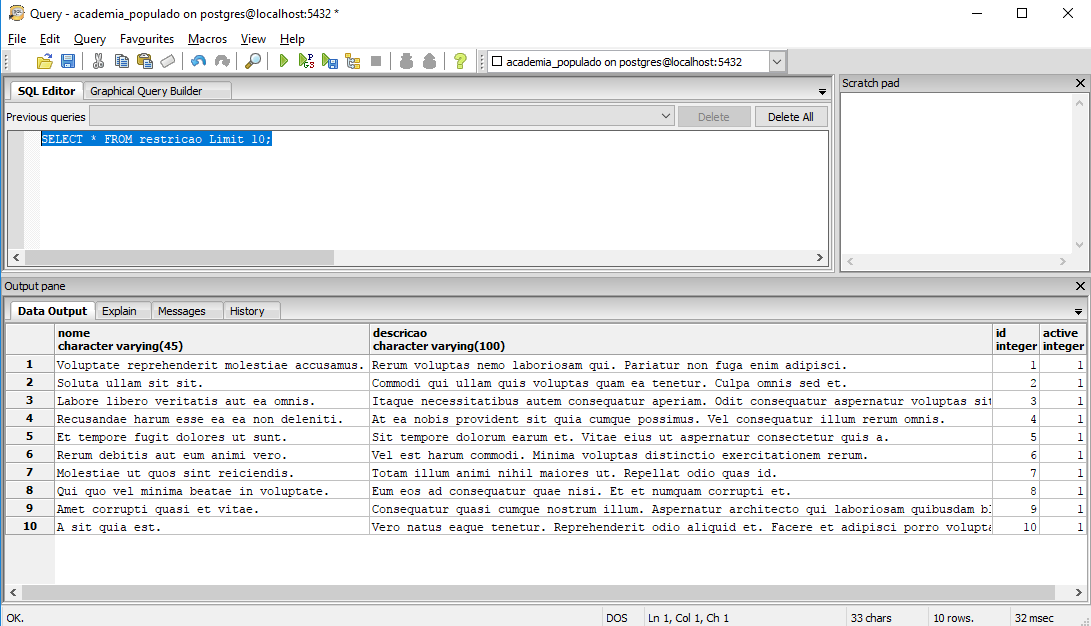 Query - academia_populado on postgres@localhost:5432 *
File Edit Query Favourites Macros View Help
academia_populado on postgres@localhost:5432
SQL Editor Graphical Query Builder
Previous queries Delete Delete All
SELECT * FROM restricao Limit 10;
Scratch pad
Output pane
Data Output Explain Messages History
nome descricao id active
character varying(45) character varying(100) integer integer
1 Voluptate reprehenderit molestiae accusamus. Rerum voluptas nemo laboriosam qui. Pariatur non fuga enim adipisci. 1 1
2 Soluta ullam sit sit. Commodi qui ullam quis voluptas quam ea tenetur. Culpa omnis sed et. 2 1
3 Labore libero veritatis aut ea omnis. Itaque necessitatibus autem consequatur aperiam. Odit consequatur aspernatur voluptas sit 3 1
4 Recusandae harum esse ea ea non deleniti. At ea nobis provident sit quia cumque possimus. Vel consequatur illum rerum omnis. 4 1
5 Et tempore fugit dolores ut sunt. Sit tempore dolorum earum et. Vitae eius ut aspernatur consectetur quis a. 5 1
6 Rerum debitis aut eum animi vero. Vel est harum commodi. Minima voluptas distinctio exercitationem rerum. 6 1
7 Molestiae ut quos sint reiciendis. Totam illum animi nihil maiores ut. Repellat odio quas id. 7 1
8 Qui quo vel minima beatae in voluptate. Eum eos ad consequatur quae nisi. Et et numquam corrupti et. 8 1
9 Amet corrupti quasi et vitae. Consequatur quasi cumque nostrum illum. Aspernatur architecto qui laboriosam quibusdam 9 1
10 A sit quia est. Vero natus eaque tenetur. Reprehenderit odio aliquid et. Facere et adipisci porro volupta 10 1
OK. DOS Ln 1, Col 1, Ch 1 33 chars 10 rows. 32 msec